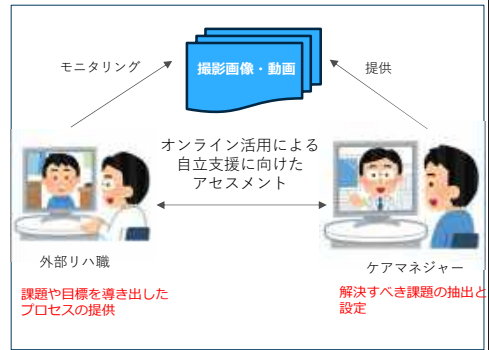 撮影画像・動画
モニタリング
提供
オンライン活用による
自立支援に向けた
アセスメント
外部リハ職
ケアマネジャー
課題や目標を導き出した
プロセスの提供
解決すべき課題の抽出と
設定